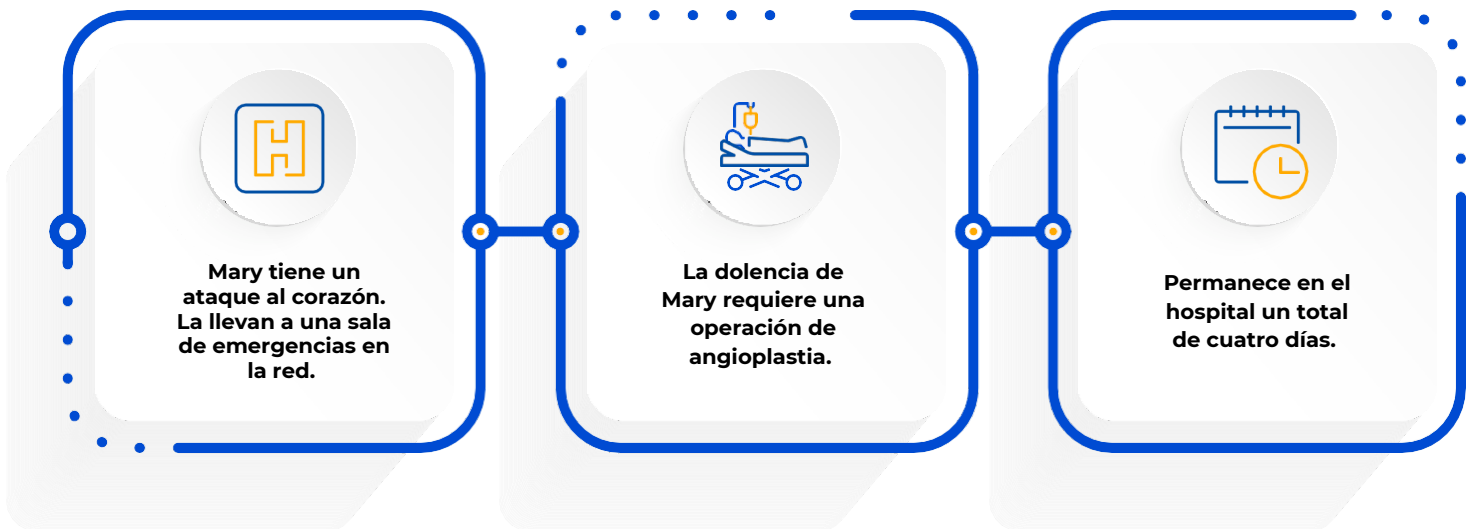 Mary tiene un
ataque al corazón.
La llevan a una sala
de emergencias en
la red.
La dolencia de
Mary requiere una
operación de
angioplastia.
Permanece en el
hospital un total
de cuatro días.